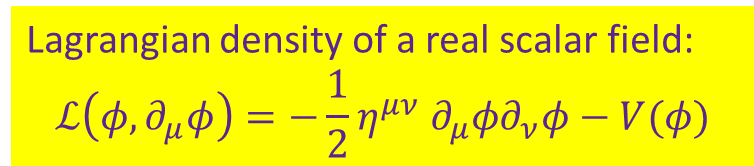 Lagrangian density of a real scalar field:
ℒ(ϕ, ∂_μϕ) = −1/2 η^{μν} ∂_μϕ∂_νϕ − V(ϕ)